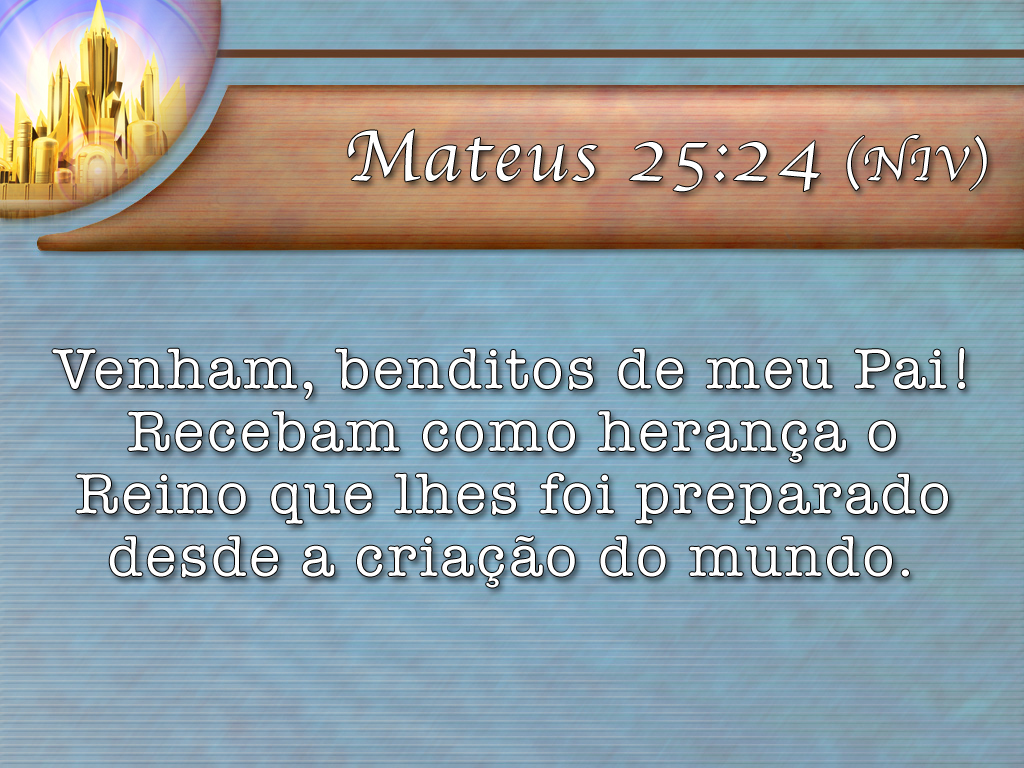 Mateus 25:24 (NIV)
Venham, benditos de meu Pai!
Recebam como herança o
Reino que lhes foi preparado
desde a criação do mundo.